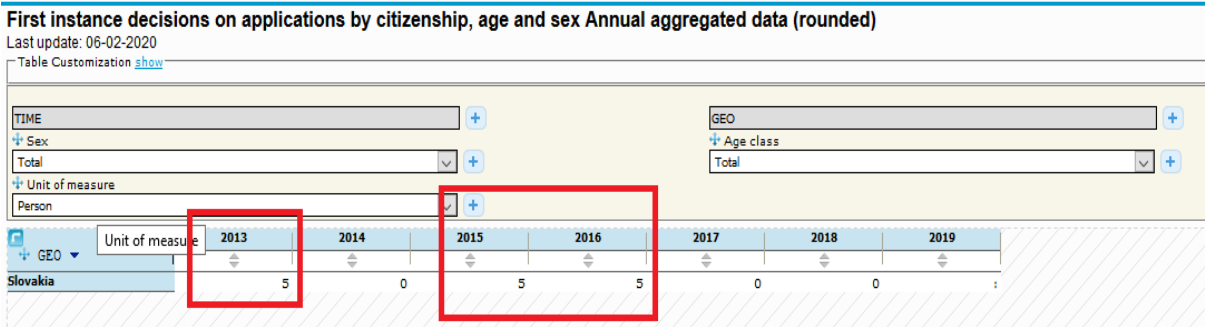 First instance decisions on applications by citizenship, age and sex Annual aggregated data (rounded)
Last update: 06-02-2020
Table Customization show
TIME + GEO +
Sex Age class
Total + Total +
Unit of measure
Person +
Unit of measure
GEO 2013 2014 2015 2016 2017 2018 2019
Slovakia 5 0 5 5 0 0 :